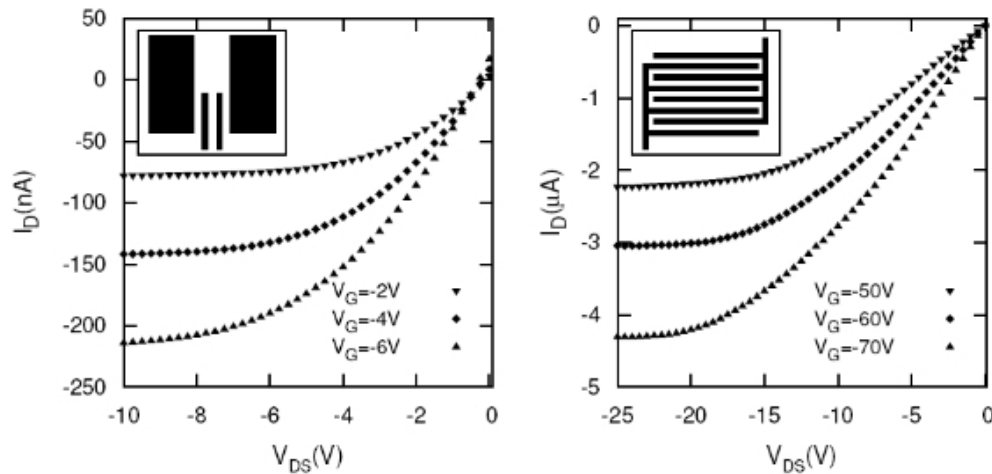 50
0
-50
-100
-150
-200
-250
I_D(nA)
V_G=-2V
V_G=-4V
V_G=-6V
-10 -8 -6 -4 -2 0
V_DS(V)
0
-1
-2
-3
-4
-5
I_D(μA)
V_G=-50V
V_G=-60V
V_G=-70V
-25 -20 -15 -10 -5 0
V_DS(V)